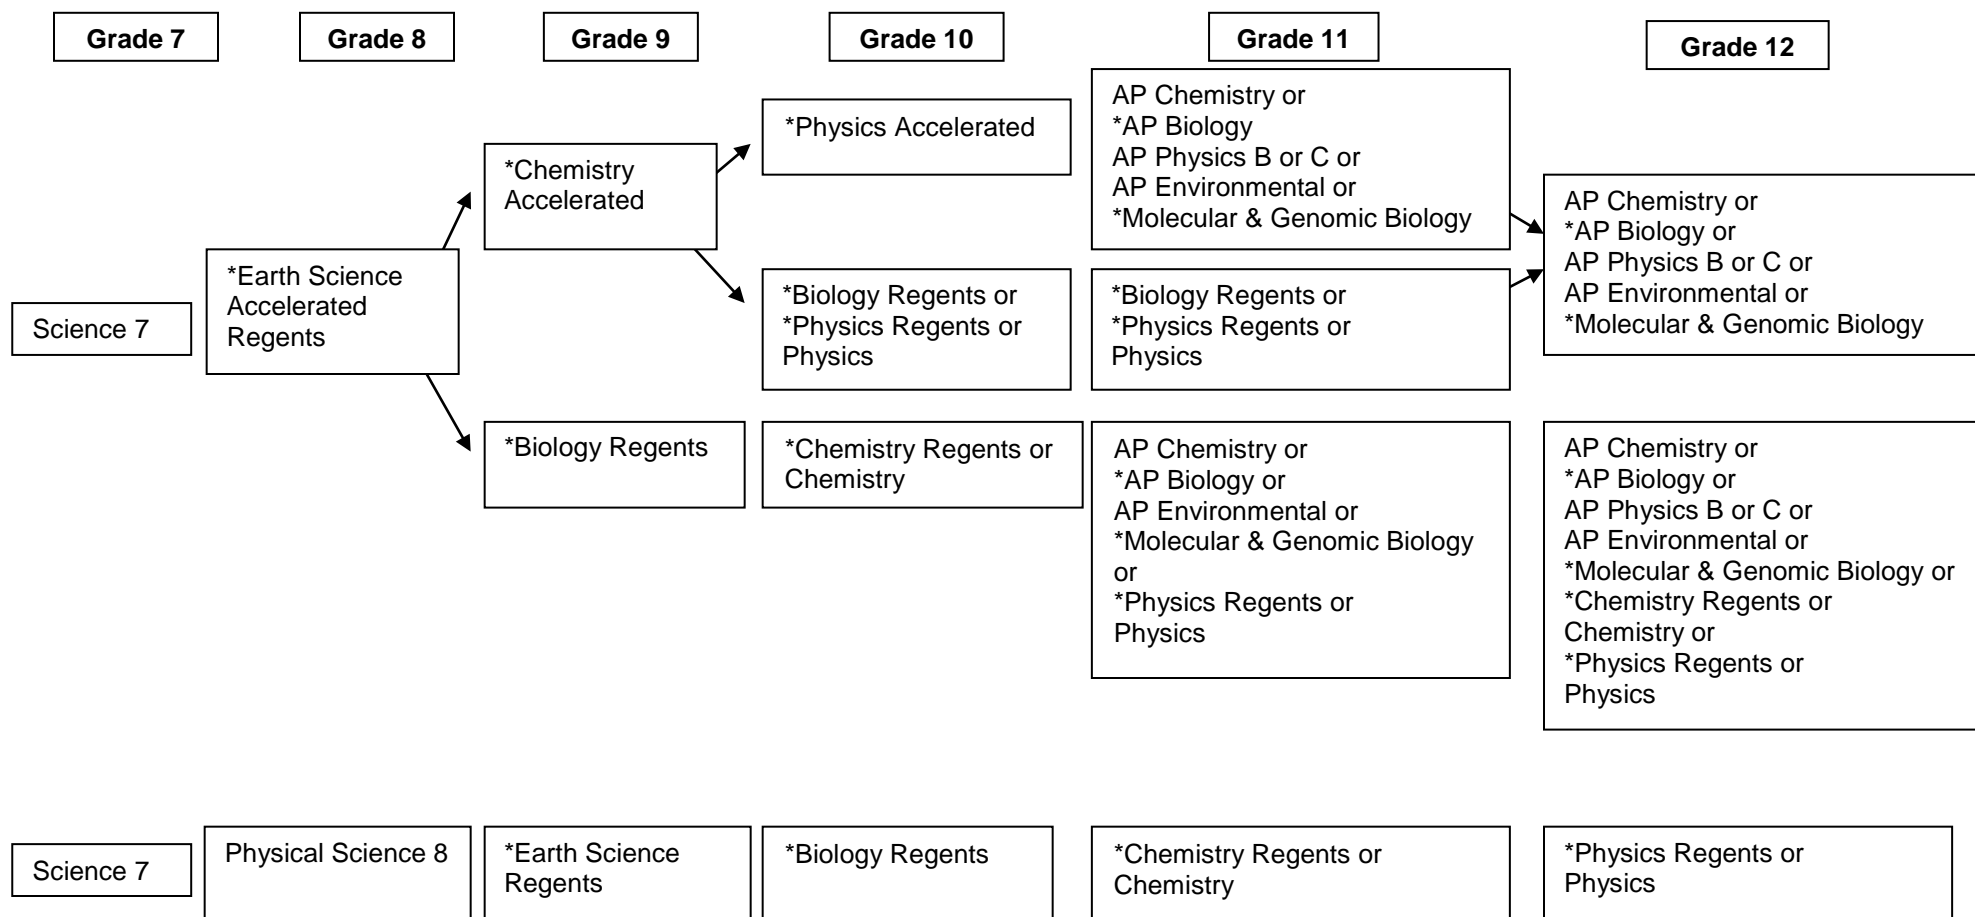 Grade 7
Grade 8
Grade 9
Grade 10
Grade 11
Grade 12
Science 7
*Earth Science
Accelerated
Regents
*Chemistry
Accelerated
*Physics Accelerated
AP Chemistry or
*AP Biology
AP Physics B or C or
AP Environmental or
*Molecular & Genomic Biology
AP Chemistry or
*AP Biology or
AP Physics B or C or
AP Environmental or
*Molecular & Genomic Biology
*Biology Regents or
*Physics Regents or
Physics
*Biology Regents or
*Physics Regents or
Physics
*Biology Regents
*Chemistry Regents or
Chemistry
AP Chemistry or
*AP Biology or
AP Environmental or
*Molecular & Genomic Biology
or
*Physics Regents or
Physics
AP Chemistry or
*AP Biology or
AP Physics B or C or
AP Environmental or
*Molecular & Genomic Biology or
*Chemistry Regents or
Chemistry or
*Physics Regents or
Physics
Science 7
Physical Science 8
*Earth Science
Regents
*Biology Regents
*Chemistry Regents or
Chemistry
*Physics Regents or
Physics